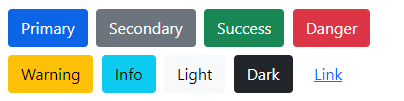 Primary Secondary Success Danger
Warning Info Light Dark Link